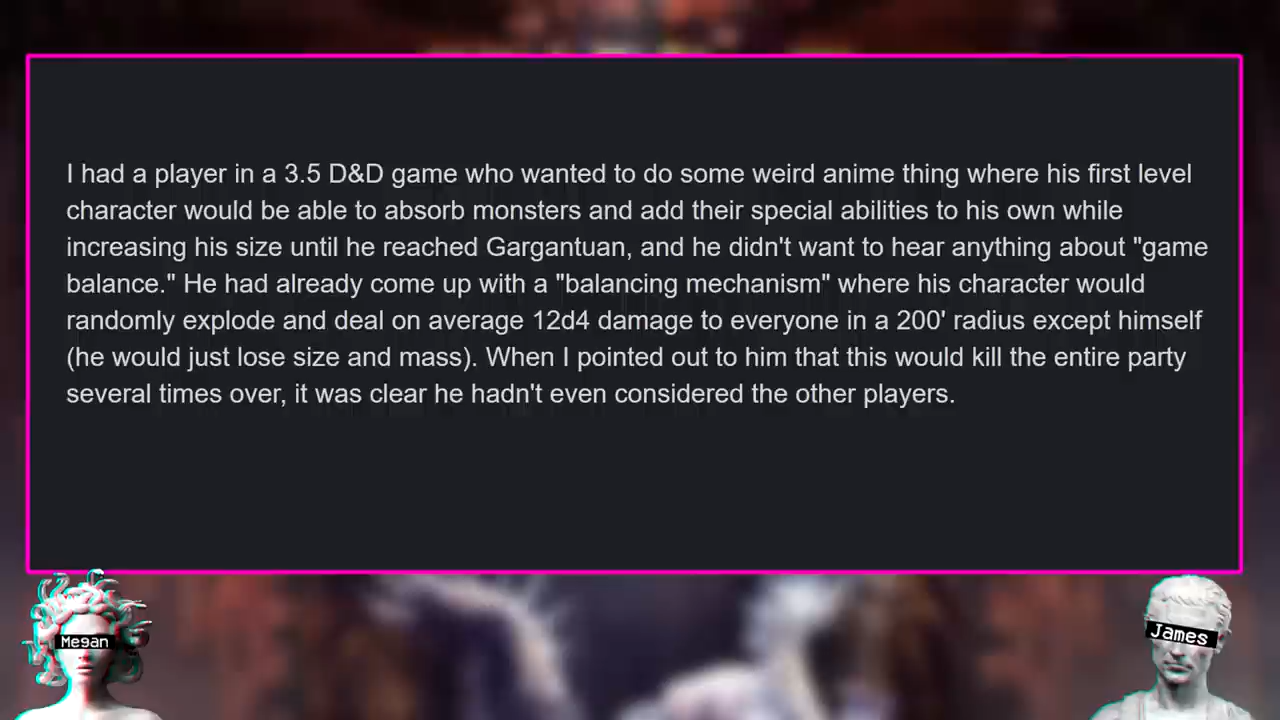 I had a player in a 3.5 D&D game who wanted to do some weird anime thing where his first level
character would be able to absorb monsters and add their special abilities to his own while
increasing his size until he reached Gargantuan, and he didn't want to hear anything about "game
balance." He had already come up with a "balancing mechanism" where his character would
randomly explode and deal on average 12d4 damage to everyone in a 200' radius except himself
(he would just lose size and mass). When I pointed out to him that this would kill the entire party
several times over, it was clear he hadn't even considered the other players.
Megan
James